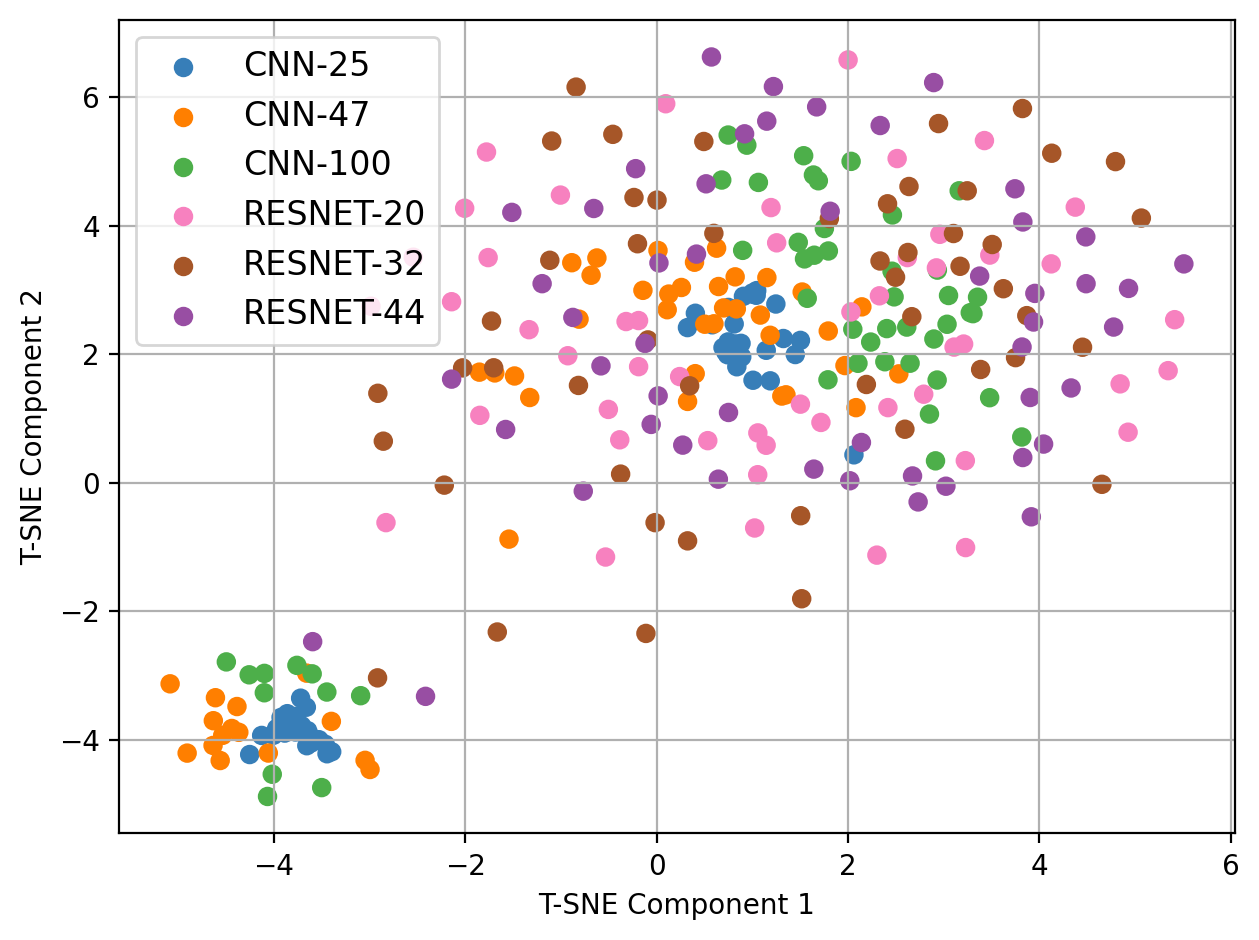 CNN-25
CNN-47
CNN-100
RESNET-20
RESNET-32
RESNET-44
6
4
2
0
−2
−4
T-SNE Component 2
−4 −2 0 2 4 6
T-SNE Component 1